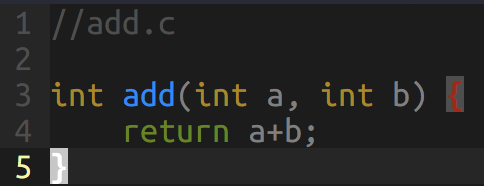 1 //add.c
2
3 int add(int a, int b) {
4     return a+b;
5 }